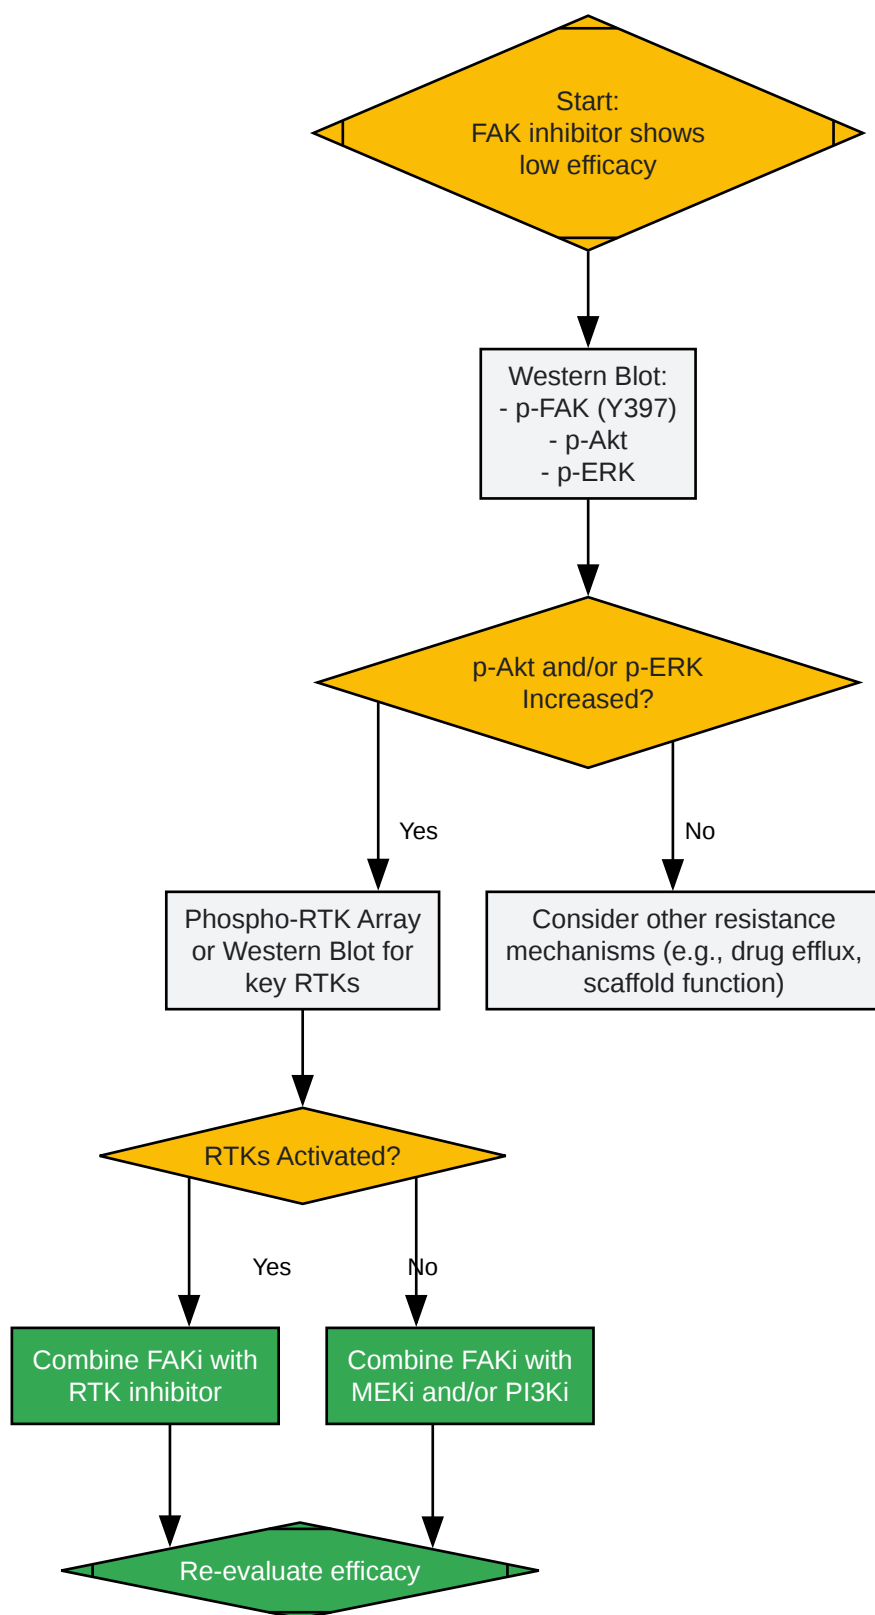 Start:
FAK inhibitor shows
low efficacy
Western Blot:
- p-FAK (Y397)
- p-Akt
- p-ERK
p-Akt and/or p-ERK
Increased?
Yes
No
Phospho-RTK Array
or Western Blot for
key RTKs
Consider other resistance
mechanisms (e.g., drug efflux,
scaffold function)
RTKs Activated?
Yes
No
Combine FAKi with
RTK inhibitor
Combine FAKi with
MEKi and/or PI3Ki
Re-evaluate efficacy